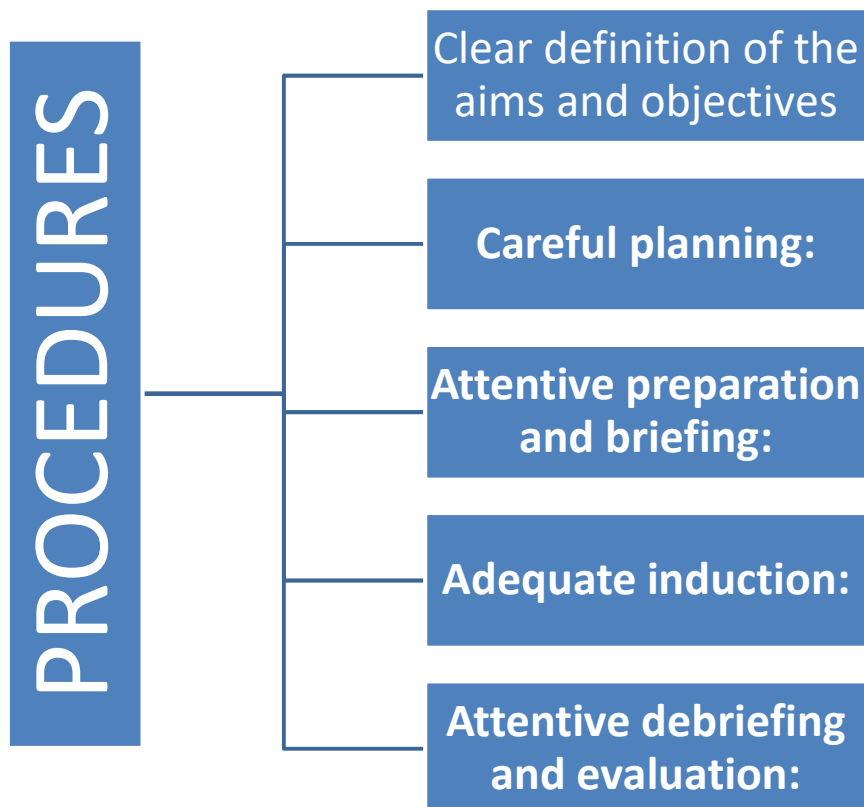 PROCEDURES
Clear definition of the
aims and objectives
Careful planning:
Attentive preparation
and briefing:
Adequate induction:
Attentive debriefing
and evaluation: